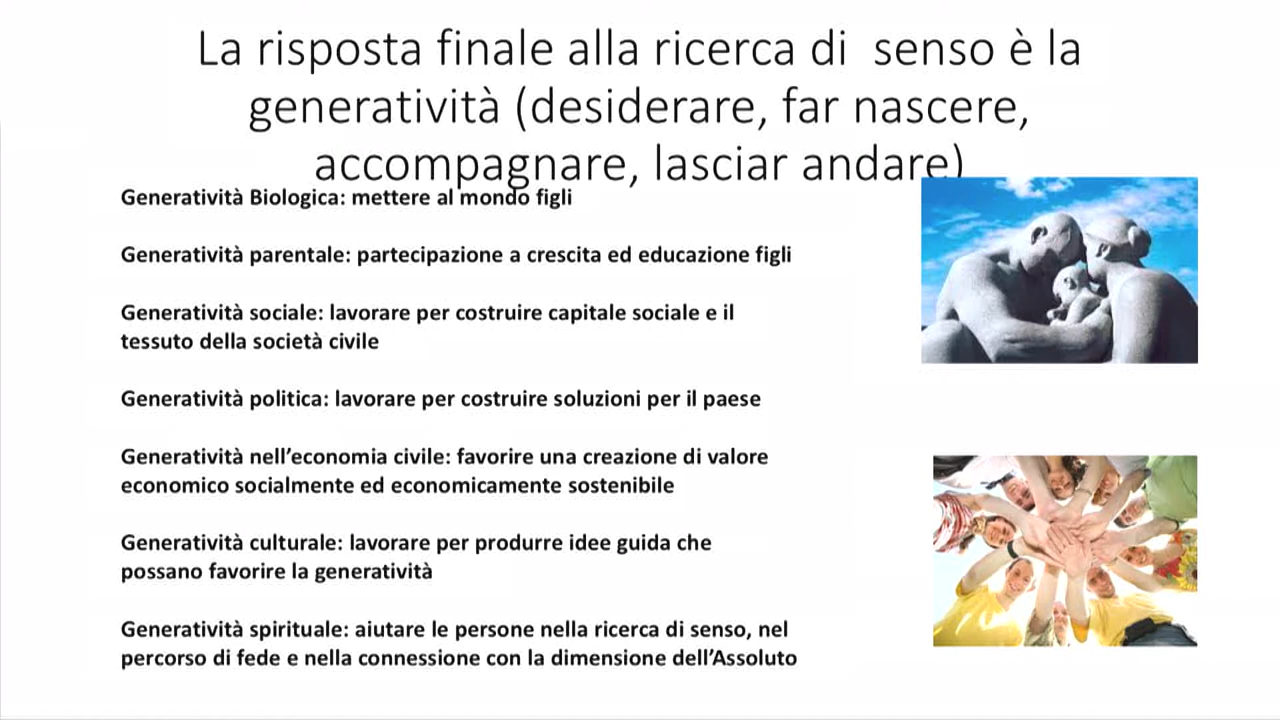 La risposta finale alla ricerca di  senso è la
generatività (desiderare, far nascere,
accompagnare, lasciar andare)
Generatività Biologica: mettere al mondo figli
Generatività parentale: partecipazione a crescita ed educazione figli
Generatività sociale: lavorare per costruire capitale sociale e il
tessuto della società civile
Generatività politica: lavorare per costruire soluzioni per il paese
Generatività nell’economia civile: favorire una creazione di valore
economico socialmente ed economicamente sostenibile
Generatività culturale: lavorare per produrre idee guida che
possano favorire la generatività
Generatività spirituale: aiutare le persone nella ricerca di senso, nel
percorso di fede e nella connessione con la dimensione dell’Assoluto